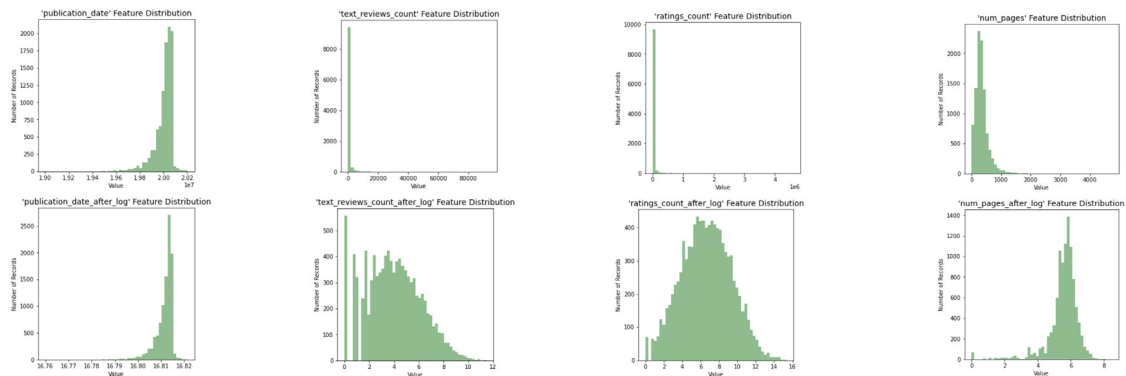 'publication_date' Feature Distribution
Number of Records
2000
1750
1500
1250
1000
750
500
250
0
1.90 1.92 1.94 1.96 1.98 2.00 2.02
Value
1e7
'text_reviews_count' Feature Distribution
Number of Records
8000
6000
4000
2000
0
0 20000 40000 60000 80000
Value
'ratings_count' Feature Distribution
Number of Records
10000
8000
6000
4000
2000
0
0 1 2 3 4
Value
1e6
'num_pages' Feature Distribution
Number of Records
2000
1500
1000
500
0
0 1000 2000 3000 4000
Value
'publication_date_after_log' Feature Distribution
Number of Records
2500
2000
1500
1000
500
0
16.76 16.77 16.78 16.79 16.80 16.81 16.82
Value
'text_reviews_count_after_log' Feature Distribution
Number of Records
500
400
300
200
100
0
0 2 4 6 8 10 12
Value
'ratings_count_after_log' Feature Distribution
Number of Records
400
300
200
100
0
0 2 4 6 8 10 12 14 16
Value
'num_pages_after_log' Feature Distribution
Number of Records
1400
1200
1000
800
600
400
200
0
0 2 4 6 8
Value